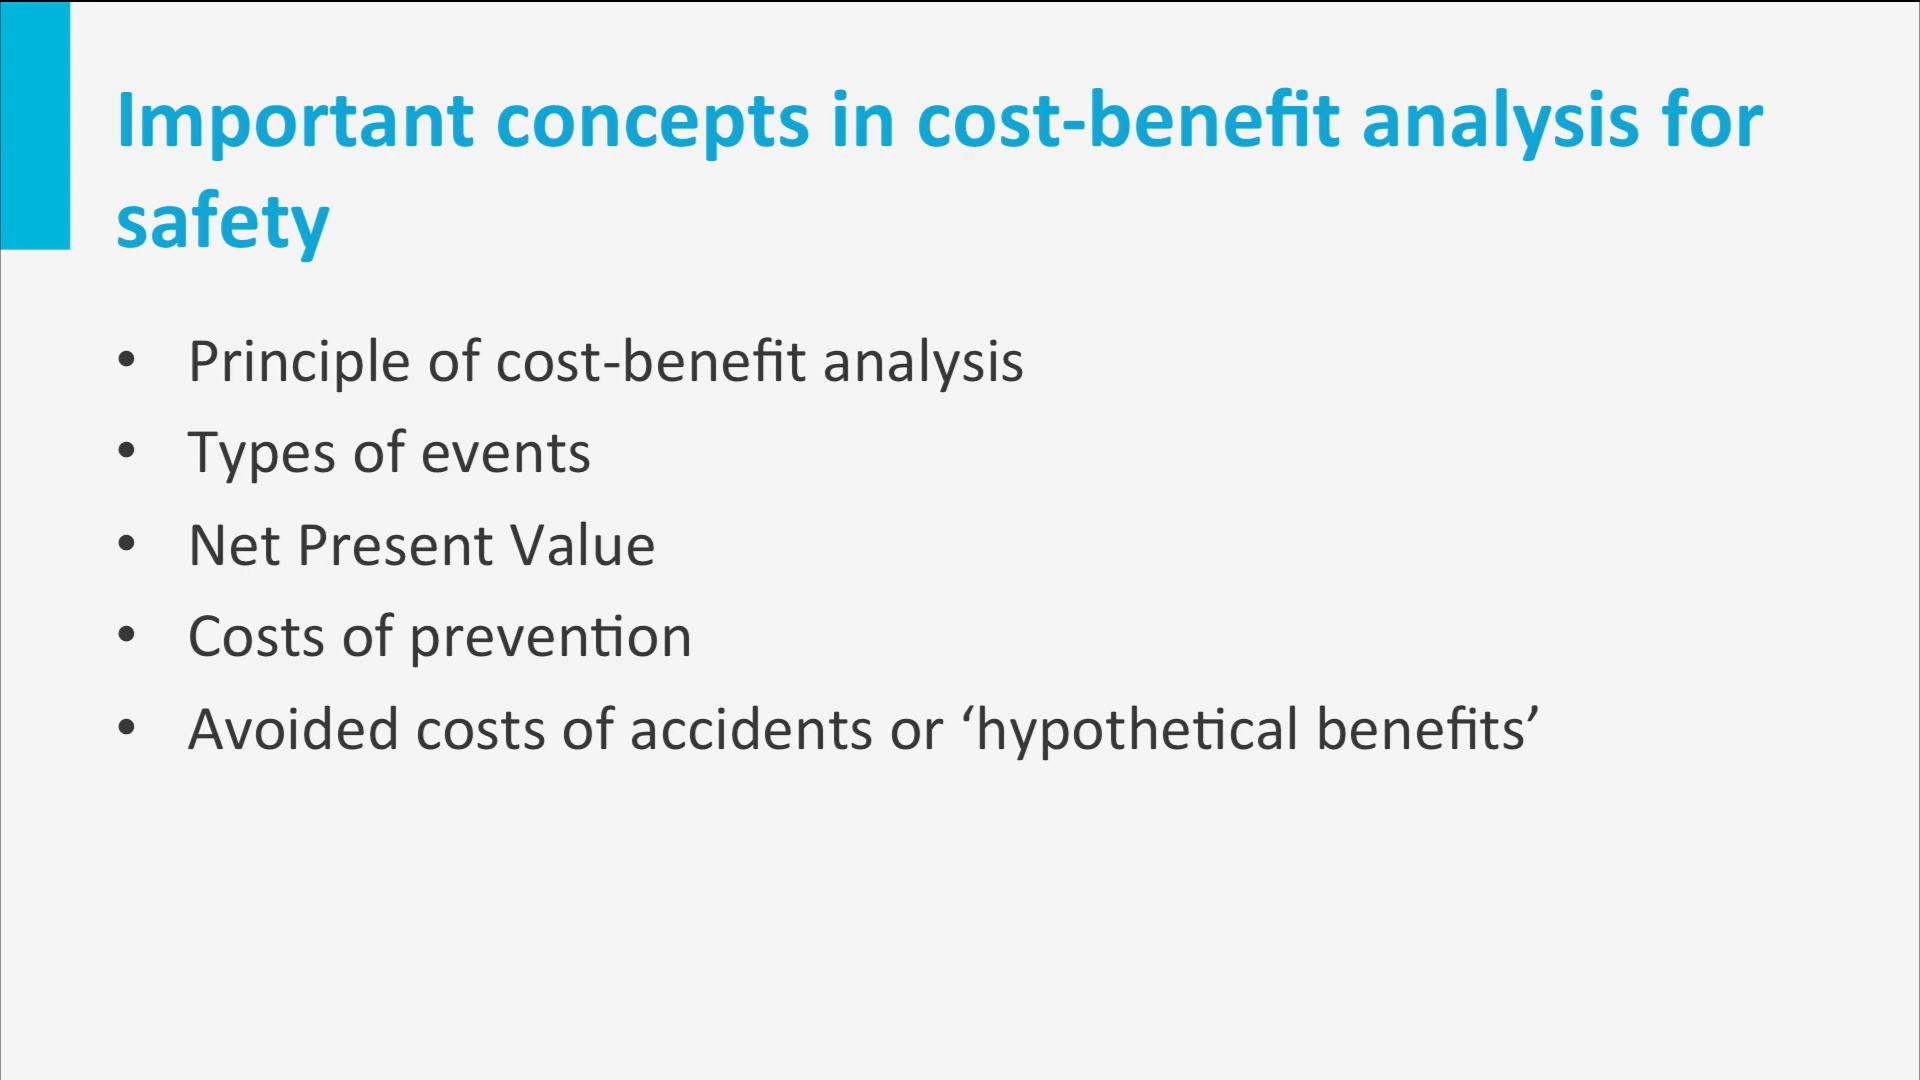 Important concepts in cost-benefit analysis for
safety
• Principle of cost-benefit analysis
• Types of events
• Net Present Value
• Costs of prevention
• Avoided costs of accidents or ‘hypothetical benefits’